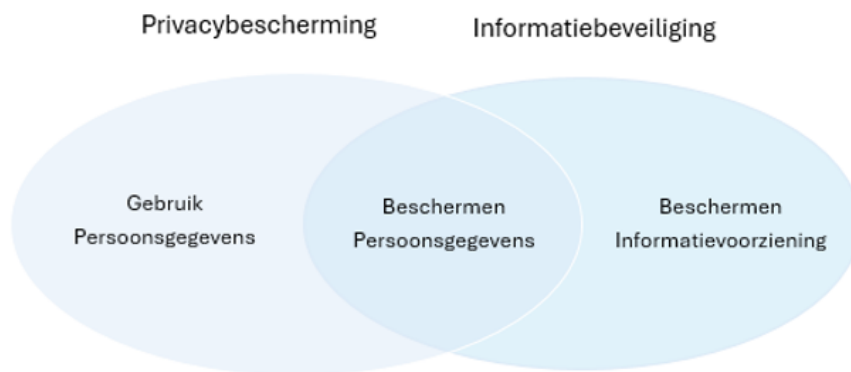 Privacybescherming
Informatiebeveiliging
Gebruik
Persoonsgegevens
Beschermen
Persoonsgegevens
Beschermen
Informatievoorziening